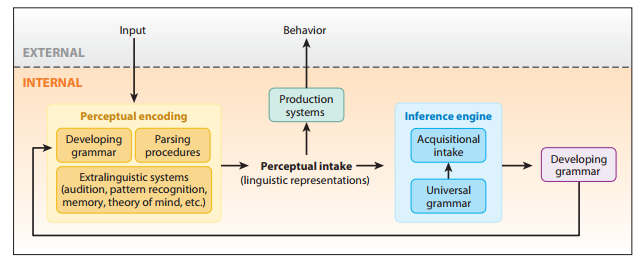 Input
Behavior
EXTERNAL
INTERNAL
Perceptual encoding
Developing
grammar
Parsing
procedures
Extralinguistic systems
(audition, pattern recognition,
memory, theory of mind, etc.)
Production
systems
Perceptual intake
(linguistic representations)
Inference engine
Acquisitional
intake
Universal
grammar
Developing
grammar